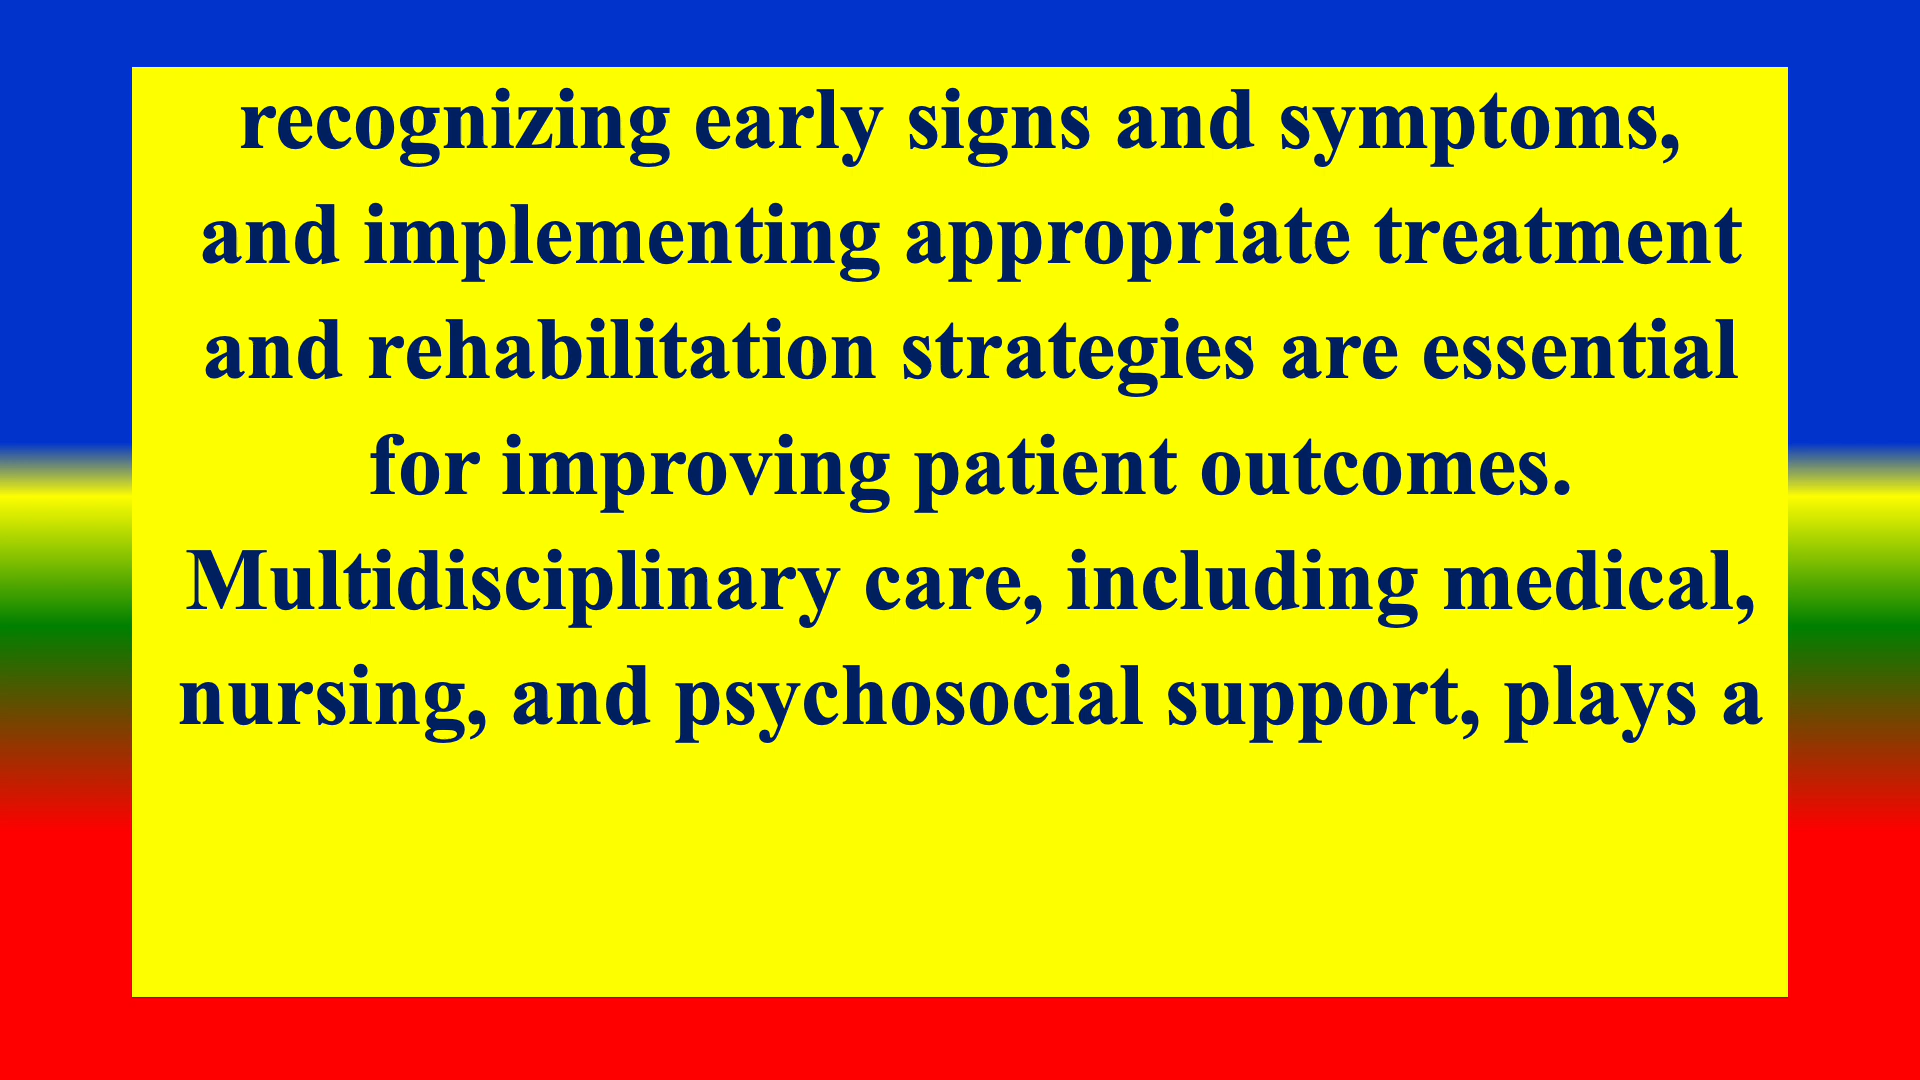 recognizing early signs and symptoms,
and implementing appropriate treatment
and rehabilitation strategies are essential
for improving patient outcomes.
Multidisciplinary care, including medical,
nursing, and psychosocial support, plays a